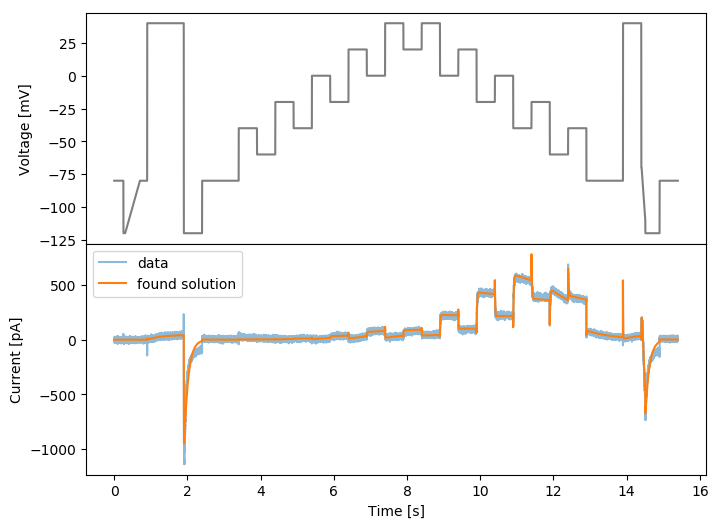 25
0
−25
−50
−75
−100
−125
Voltage [mV]
data
found solution
500
0
−500
−1000
Current [pA]
0 2 4 6 8 10 12 14 16
Time [s]